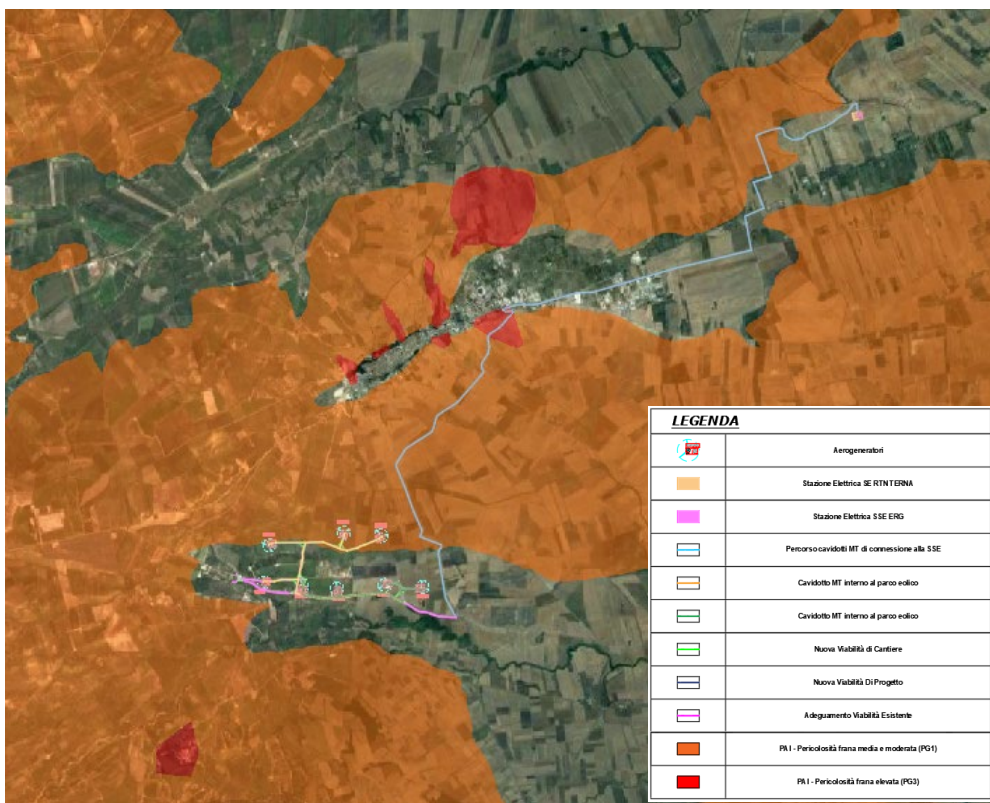 LEGENDA
Aerogeneratori
Stazione Elettrica SE RTN TERNA
Stazione Elettrica SSE ERG
Percorso cavidotti MT di connessione alla SSE
Cavidotto MT interno al parco eolico
Cavidotto MT interno al parco eolico
Nuova Viabilità di Cantiere
Nuova Viabilità Di Progetto
Adeguamento Viabilità Esistente
PAI - Pericolosità frana media e moderata (PG1)
PAI - Pericolosità frana elevata (PG3)